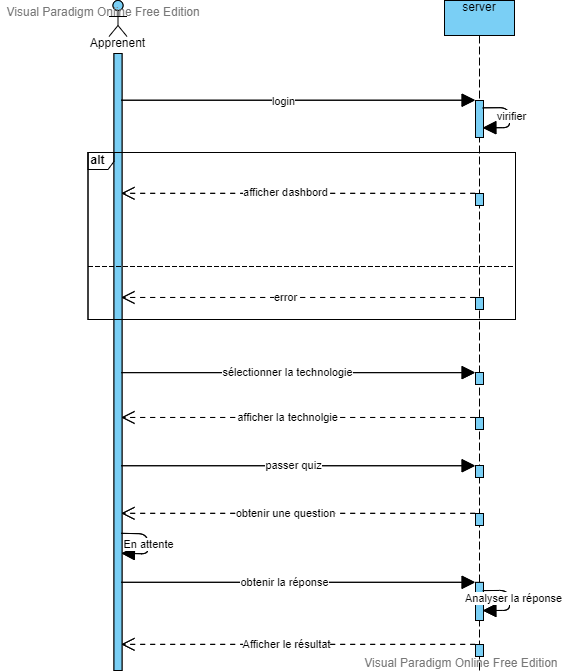 Visual Paradigm Online Free Edition
server
Apprenent
login
virifier
alt
afficher dashbord
error
sélectionner la technologie
afficher la technolgie
passer quiz
obtenir une question
En attente
obtenir la réponse
Analyser la réponse
Afficher le résultat
Visual Paradigm Online Free Edition